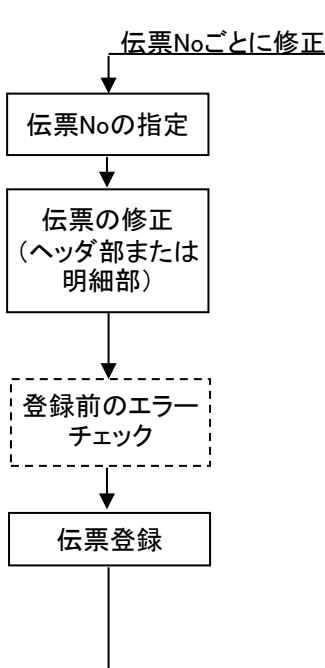 伝票Noごとに修正
伝票Noの指定
伝票の修正
（ヘッダ部または
明細部）
登録前のエラー
チェック
伝票登録